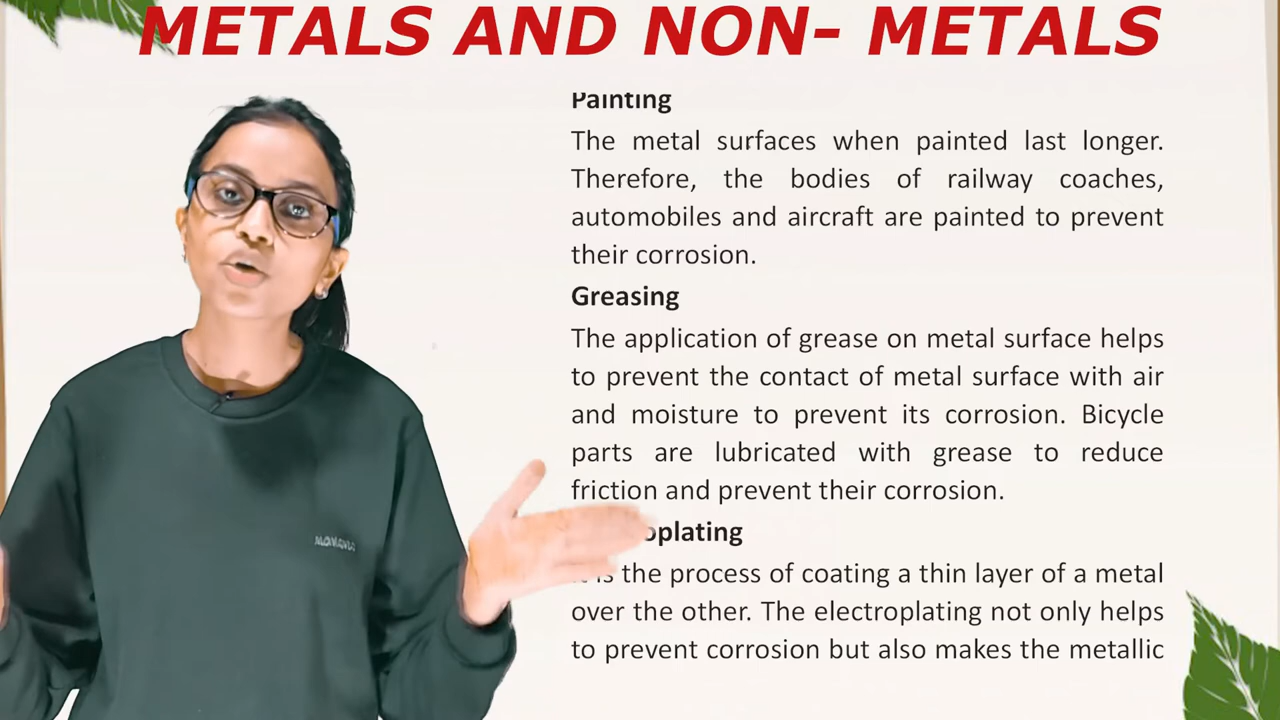 METALS AND NON- METALS
Painting
The metal surfaces when painted last longer.
Therefore, the bodies of railway coaches,
automobiles and aircraft are painted to prevent
their corrosion.
Greasing
The application of grease on metal surface helps
to prevent the contact of metal surface with air
and moisture to prevent its corrosion. Bicycle
parts are lubricated with grease to reduce
friction and prevent their corrosion.
oplating
is the process of coating a thin layer of a metal
over the other. The electroplating not only helps
to prevent corrosion but also makes the metallic